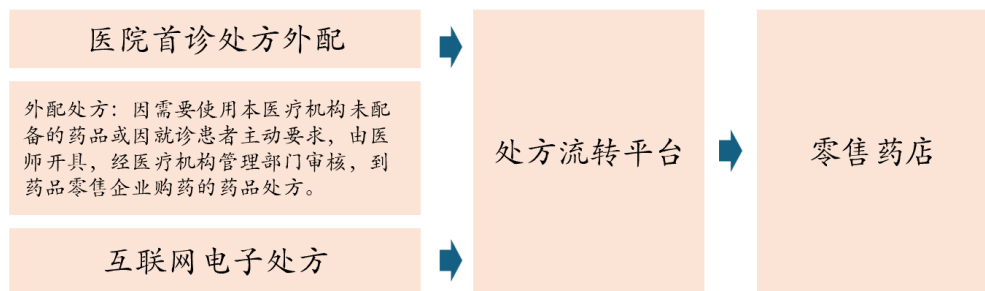 医院首诊处方外配
外配处方：因需要使用本医疗机构未配
备的药品或因就诊患者主动要求，由医
师开具，经医疗机构管理部门审核，到
药品零售企业购药的药品处方。
互联网电子处方
处方流转平台
零售药店